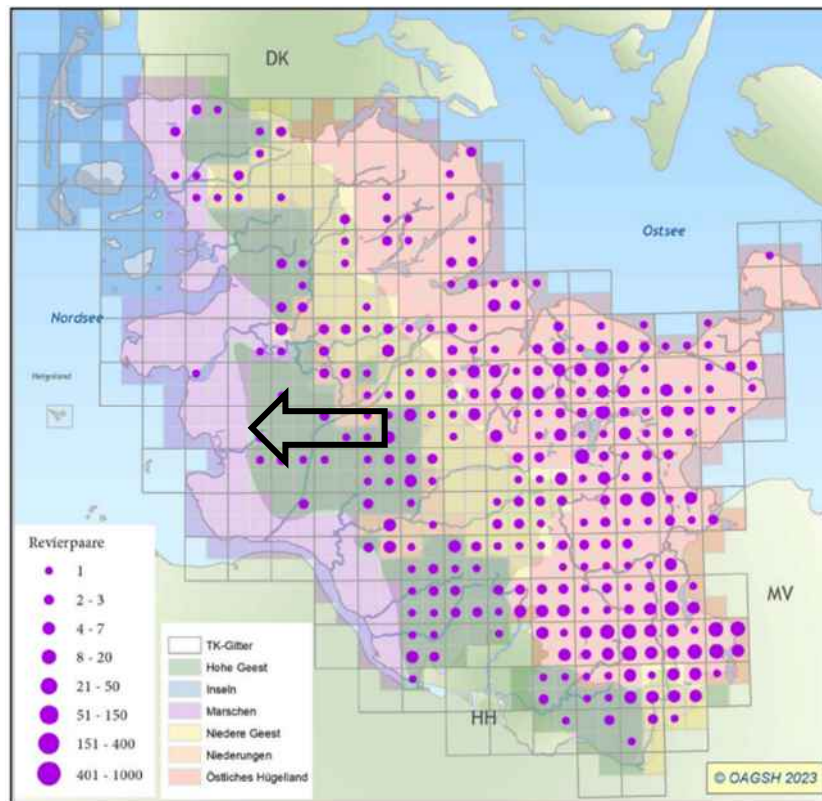 DK
Ostsee
Nordsee
Helgoland
MV
HH
Revierpaare
1
2 - 3
4 - 7
8 - 20
21 - 50
51 - 150
151 - 400
401 - 1000
TK-Gitter
Hohe Geest
Inseln
Marschen
Niedere Geest
Niederungen
Östliches Hügelland
© OAGSH 2023